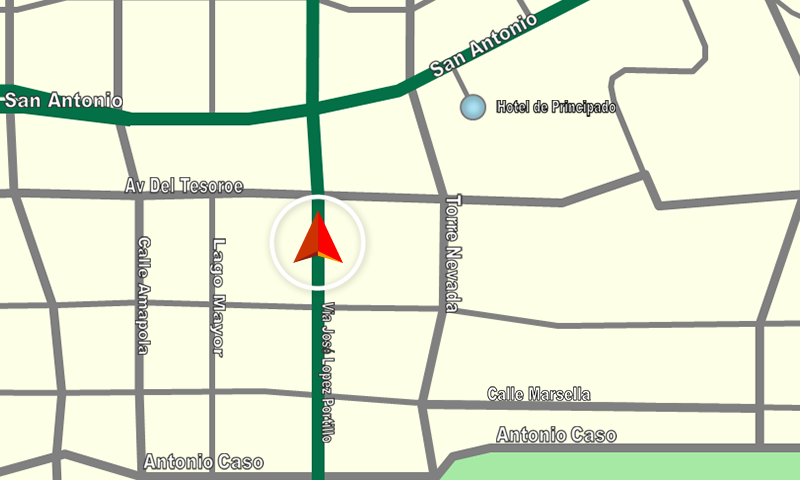 San Antonio
San Antonio
Hotel de Principado
Av Del Tesoroe
Torre Nevada
Calle Amapola
Lago Mayor
Via José Lopez Portillo
Calle Marsella
Antonio Caso
Antonio Caso